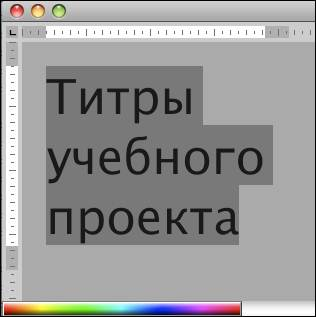 Титры
учебного
проекта